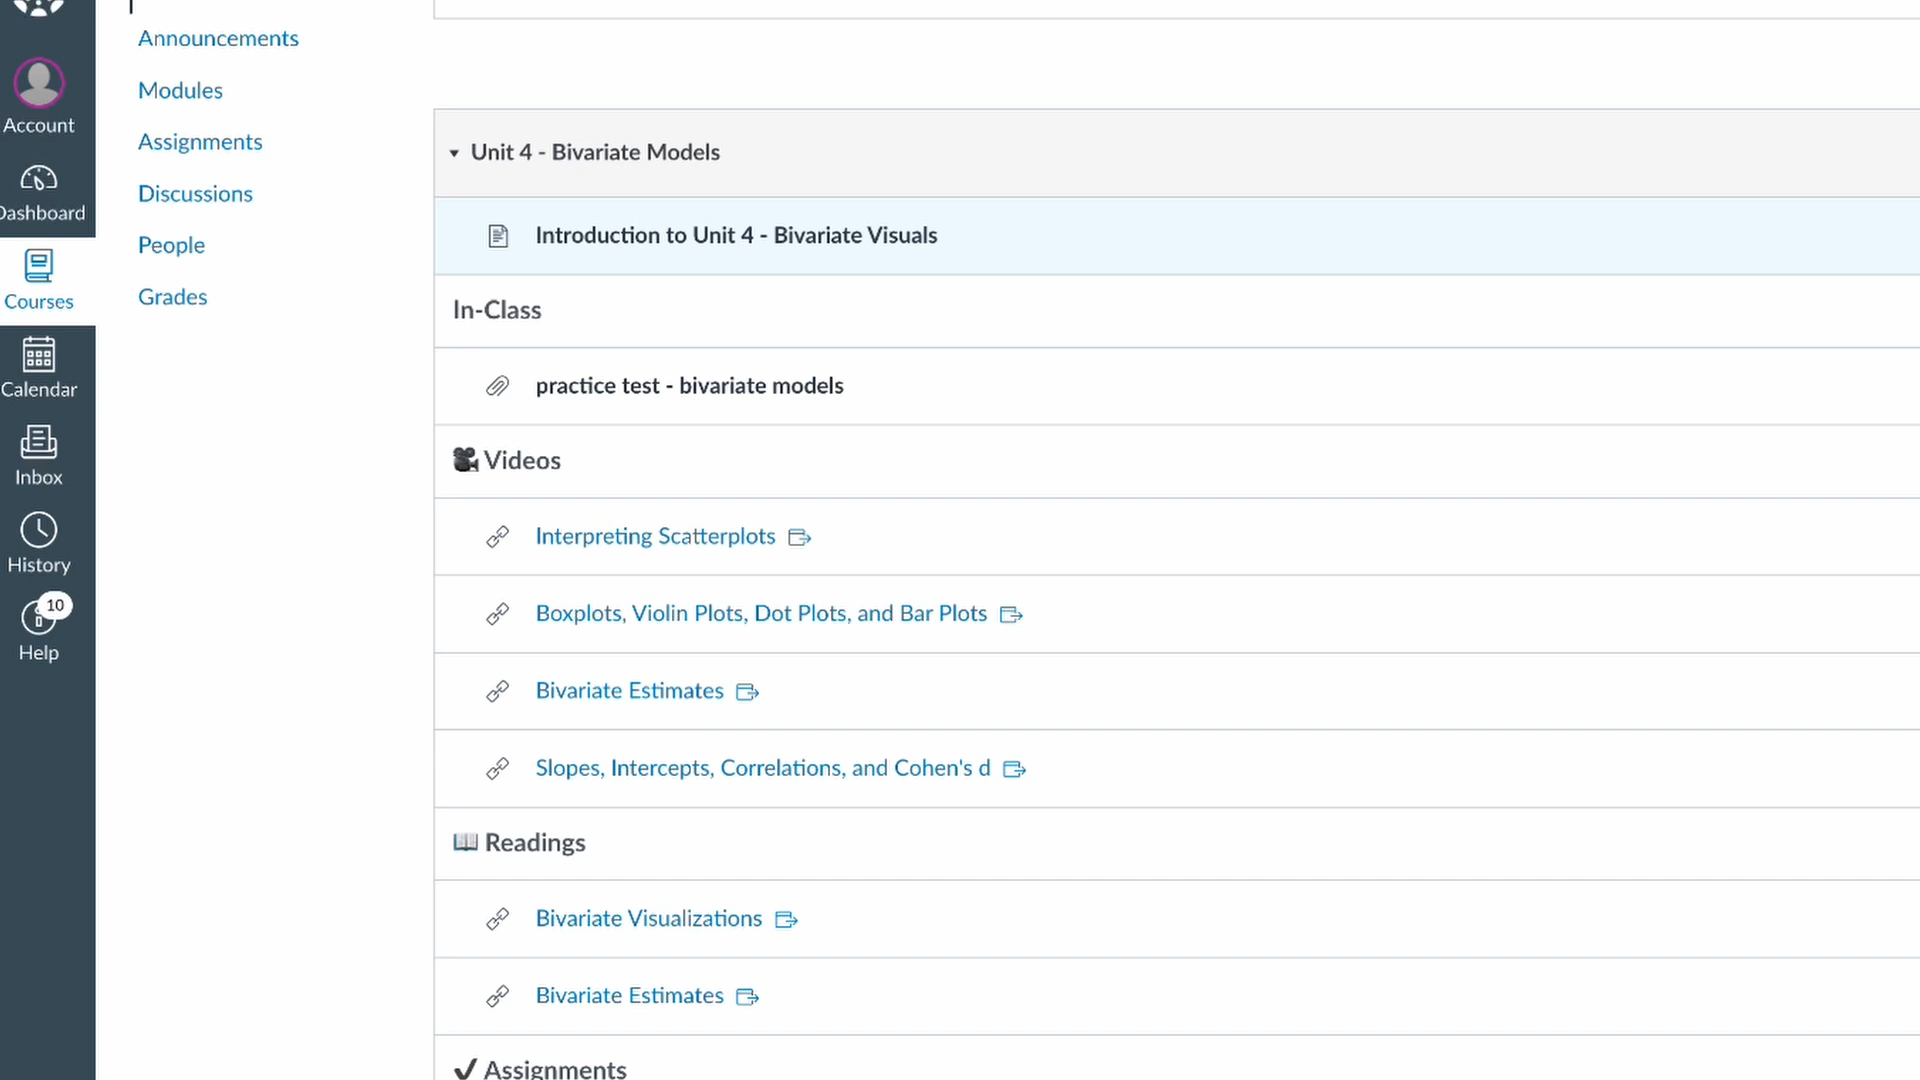 Account
Dashboard
Courses
Calendar
Inbox
History
10
Help
Announcements
Modules
Assignments
Discussions
People
Grades
Unit 4 - Bivariate Models
Introduction to Unit 4 - Bivariate Visuals
In-Class
practice test - bivariate models
Videos
Interpreting Scatterplots
Boxplots, Violin Plots, Dot Plots, and Bar Plots
Bivariate Estimates
Slopes, Intercepts, Correlations, and Cohen's d
Readings
Bivariate Visualizations
Bivariate Estimates
Assignments